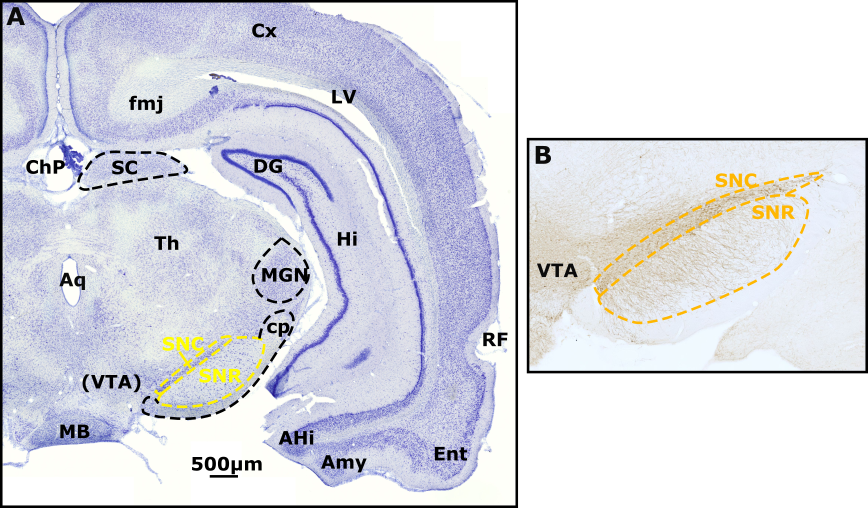 A
Cx
LV
fmj
ChP
SC
DG
Th
Hi
MGN
Aq
cp
SNC
SNR
RF
(VTA)
MB
AHi
Ent
Amy
500µm
B
SNC
SNR
VTA